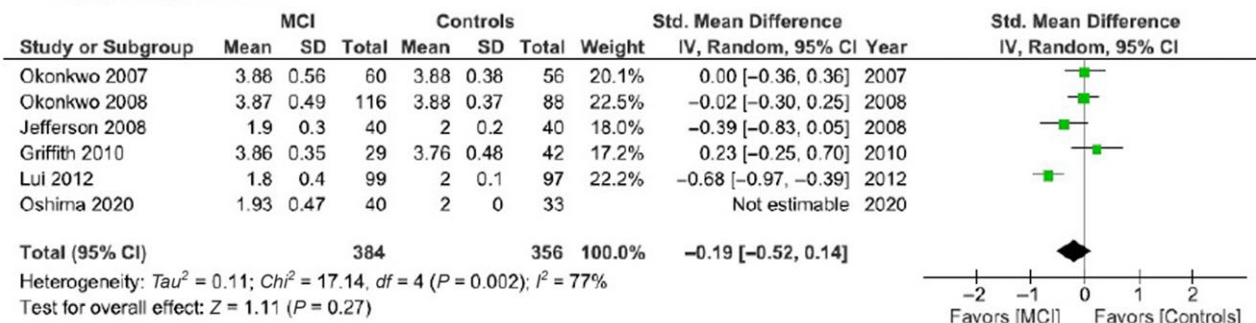 MCI Controls Std. Mean Difference Std. Mean Difference
Study or Subgroup Mean SD Total Mean SD Total Weight IV, Random, 95% CI Year IV, Random, 95% CI
Okonkwo 2007 3.88 0.56 60 3.88 0.38 56 20.1% 0.00 [−0.36, 0.36] 2007
Okonkwo 2008 3.87 0.49 116 3.88 0.37 88 22.5% −0.02 [−0.30, 0.25] 2008
Jefferson 2008 1.9 0.3 40 2 0.2 40 18.0% −0.39 [−0.83, 0.05] 2008
Griffith 2010 3.86 0.35 29 3.76 0.48 42 17.2% 0.23 [−0.25, 0.70] 2010
Lui 2012 1.8 0.4 99 2 0.1 97 22.2% −0.68 [−0.97, −0.39] 2012
Oshima 2020 1.93 0.47 40 2 0 33 Not estimable 2020
Total (95% CI) 384 356 100.0% −0.19 [−0.52, 0.14]
Heterogeneity: Tau² = 0.11; Chi² = 17.14, df = 4 (P = 0.002); I² = 77%
Test for overall effect: Z = 1.11 (P = 0.27)
−2 −1 0 1 2
Favors [MCI] Favors [Controls]